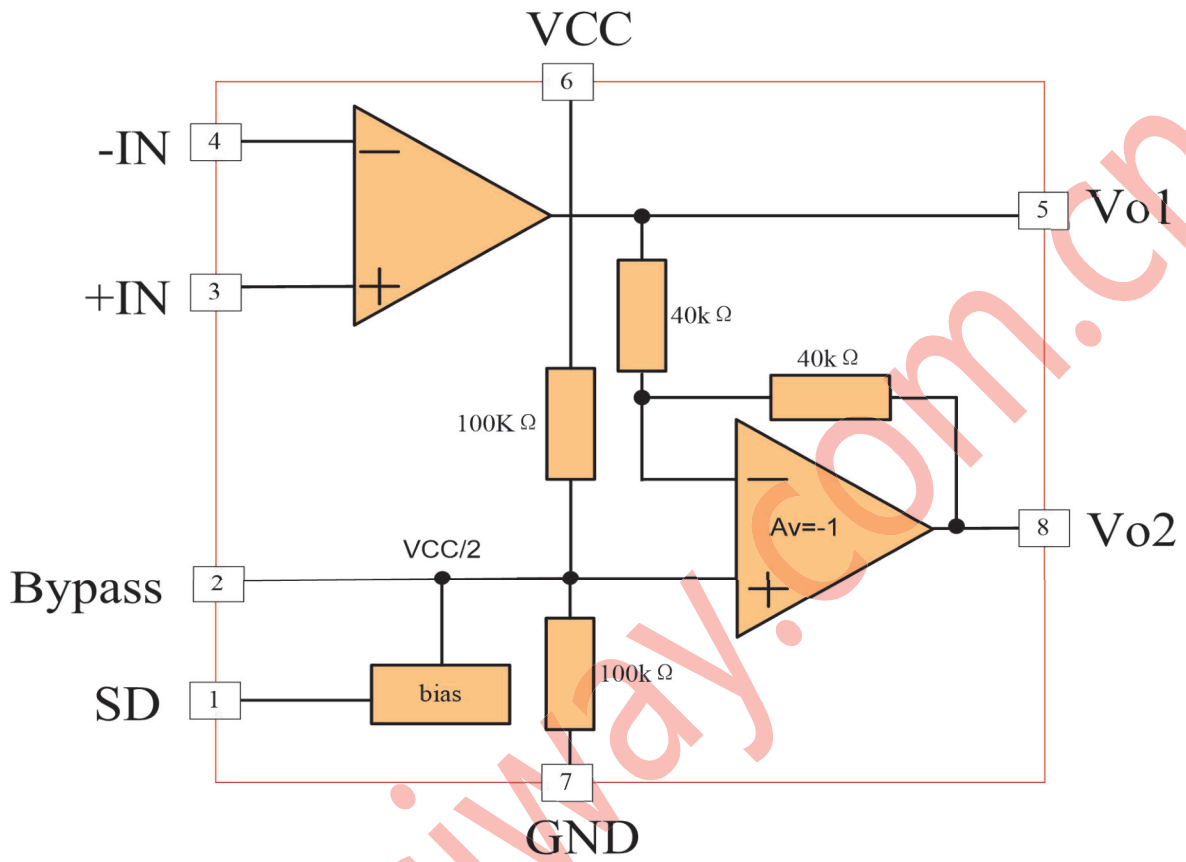 VCC
6
-IN
4
5
Vo1
+IN
3
40k Ω
40k Ω
100K Ω
Av=-1
8
Vo2
VCC/2
Bypass
2
100k Ω
SD
1
bias
7
GND
iway.com.cn